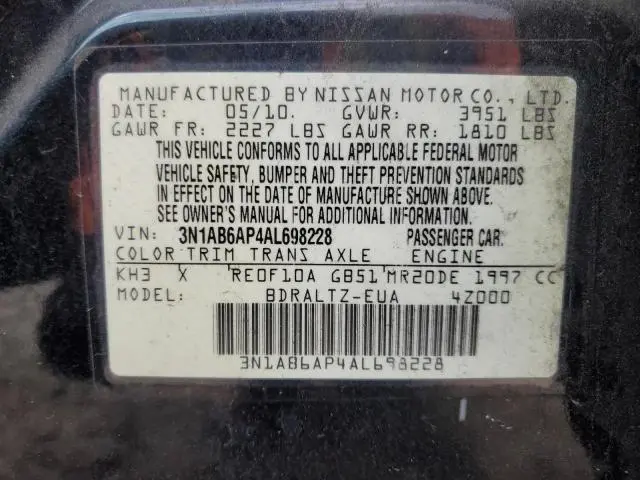 MANUFACTURED BY NISSAN MOTOR CO., LTD.
DATE: 05/10. GVWR: 3951 LBS
GAWR FR: 2227 LBS GAWR RR: 1810 LBS
THIS VEHICLE CONFORMS TO ALL APPLICABLE FEDERAL MOTOR
VEHICLE SAFETY, BUMPER AND THEFT PREVENTION STANDARDS
IN EFFECT ON THE DATE OF MANUFACTURE SHOWN ABOVE.
SEE OWNER'S MANUAL FOR ADDITIONAL INFORMATION.
VIN: 3N1AB6AP4AL698228 PASSENGER CAR.
COLOR TRIM TRANS AXLE ENGINE
KH3 X RE0F10A GB51 MR20DE 1997 CC
MODEL: BDRALTZ-EUA 4Z000
3N1AB6AP4AL698228